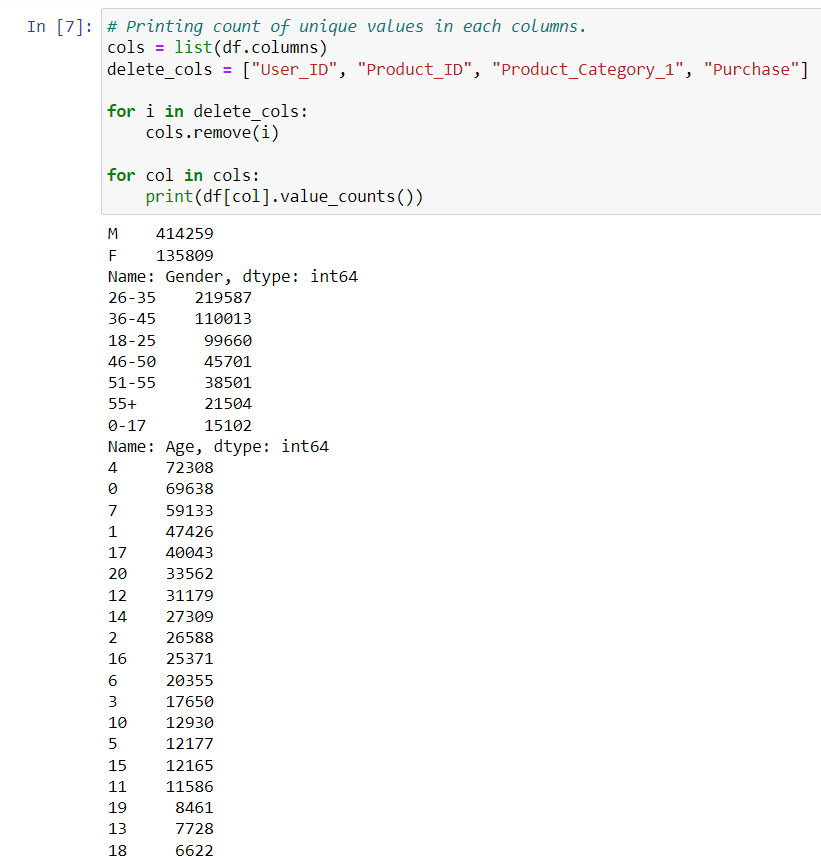 In [7]: # Printing count of unique values in each columns.
cols = list(df.columns)
delete_cols = ["User_ID", "Product_ID", "Product_Category_1", "Purchase"]
for i in delete_cols:
    cols.remove(i)
for col in cols:
    print(df[col].value_counts())
M    414259
F    135809
Name: Gender, dtype: int64
26-35    219587
36-45    110013
18-25     99660
46-50     45701
51-55     38501
55+       21504
0-17      15102
Name: Age, dtype: int64
4     72308
0     69638
7     59133
1     47426
17    40043
20    33562
12    31179
14    27309
2     26588
16    25371
6     20355
3     17650
10    12930
5     12177
15    12165
11    11586
19     8461
13     7728
18     6622